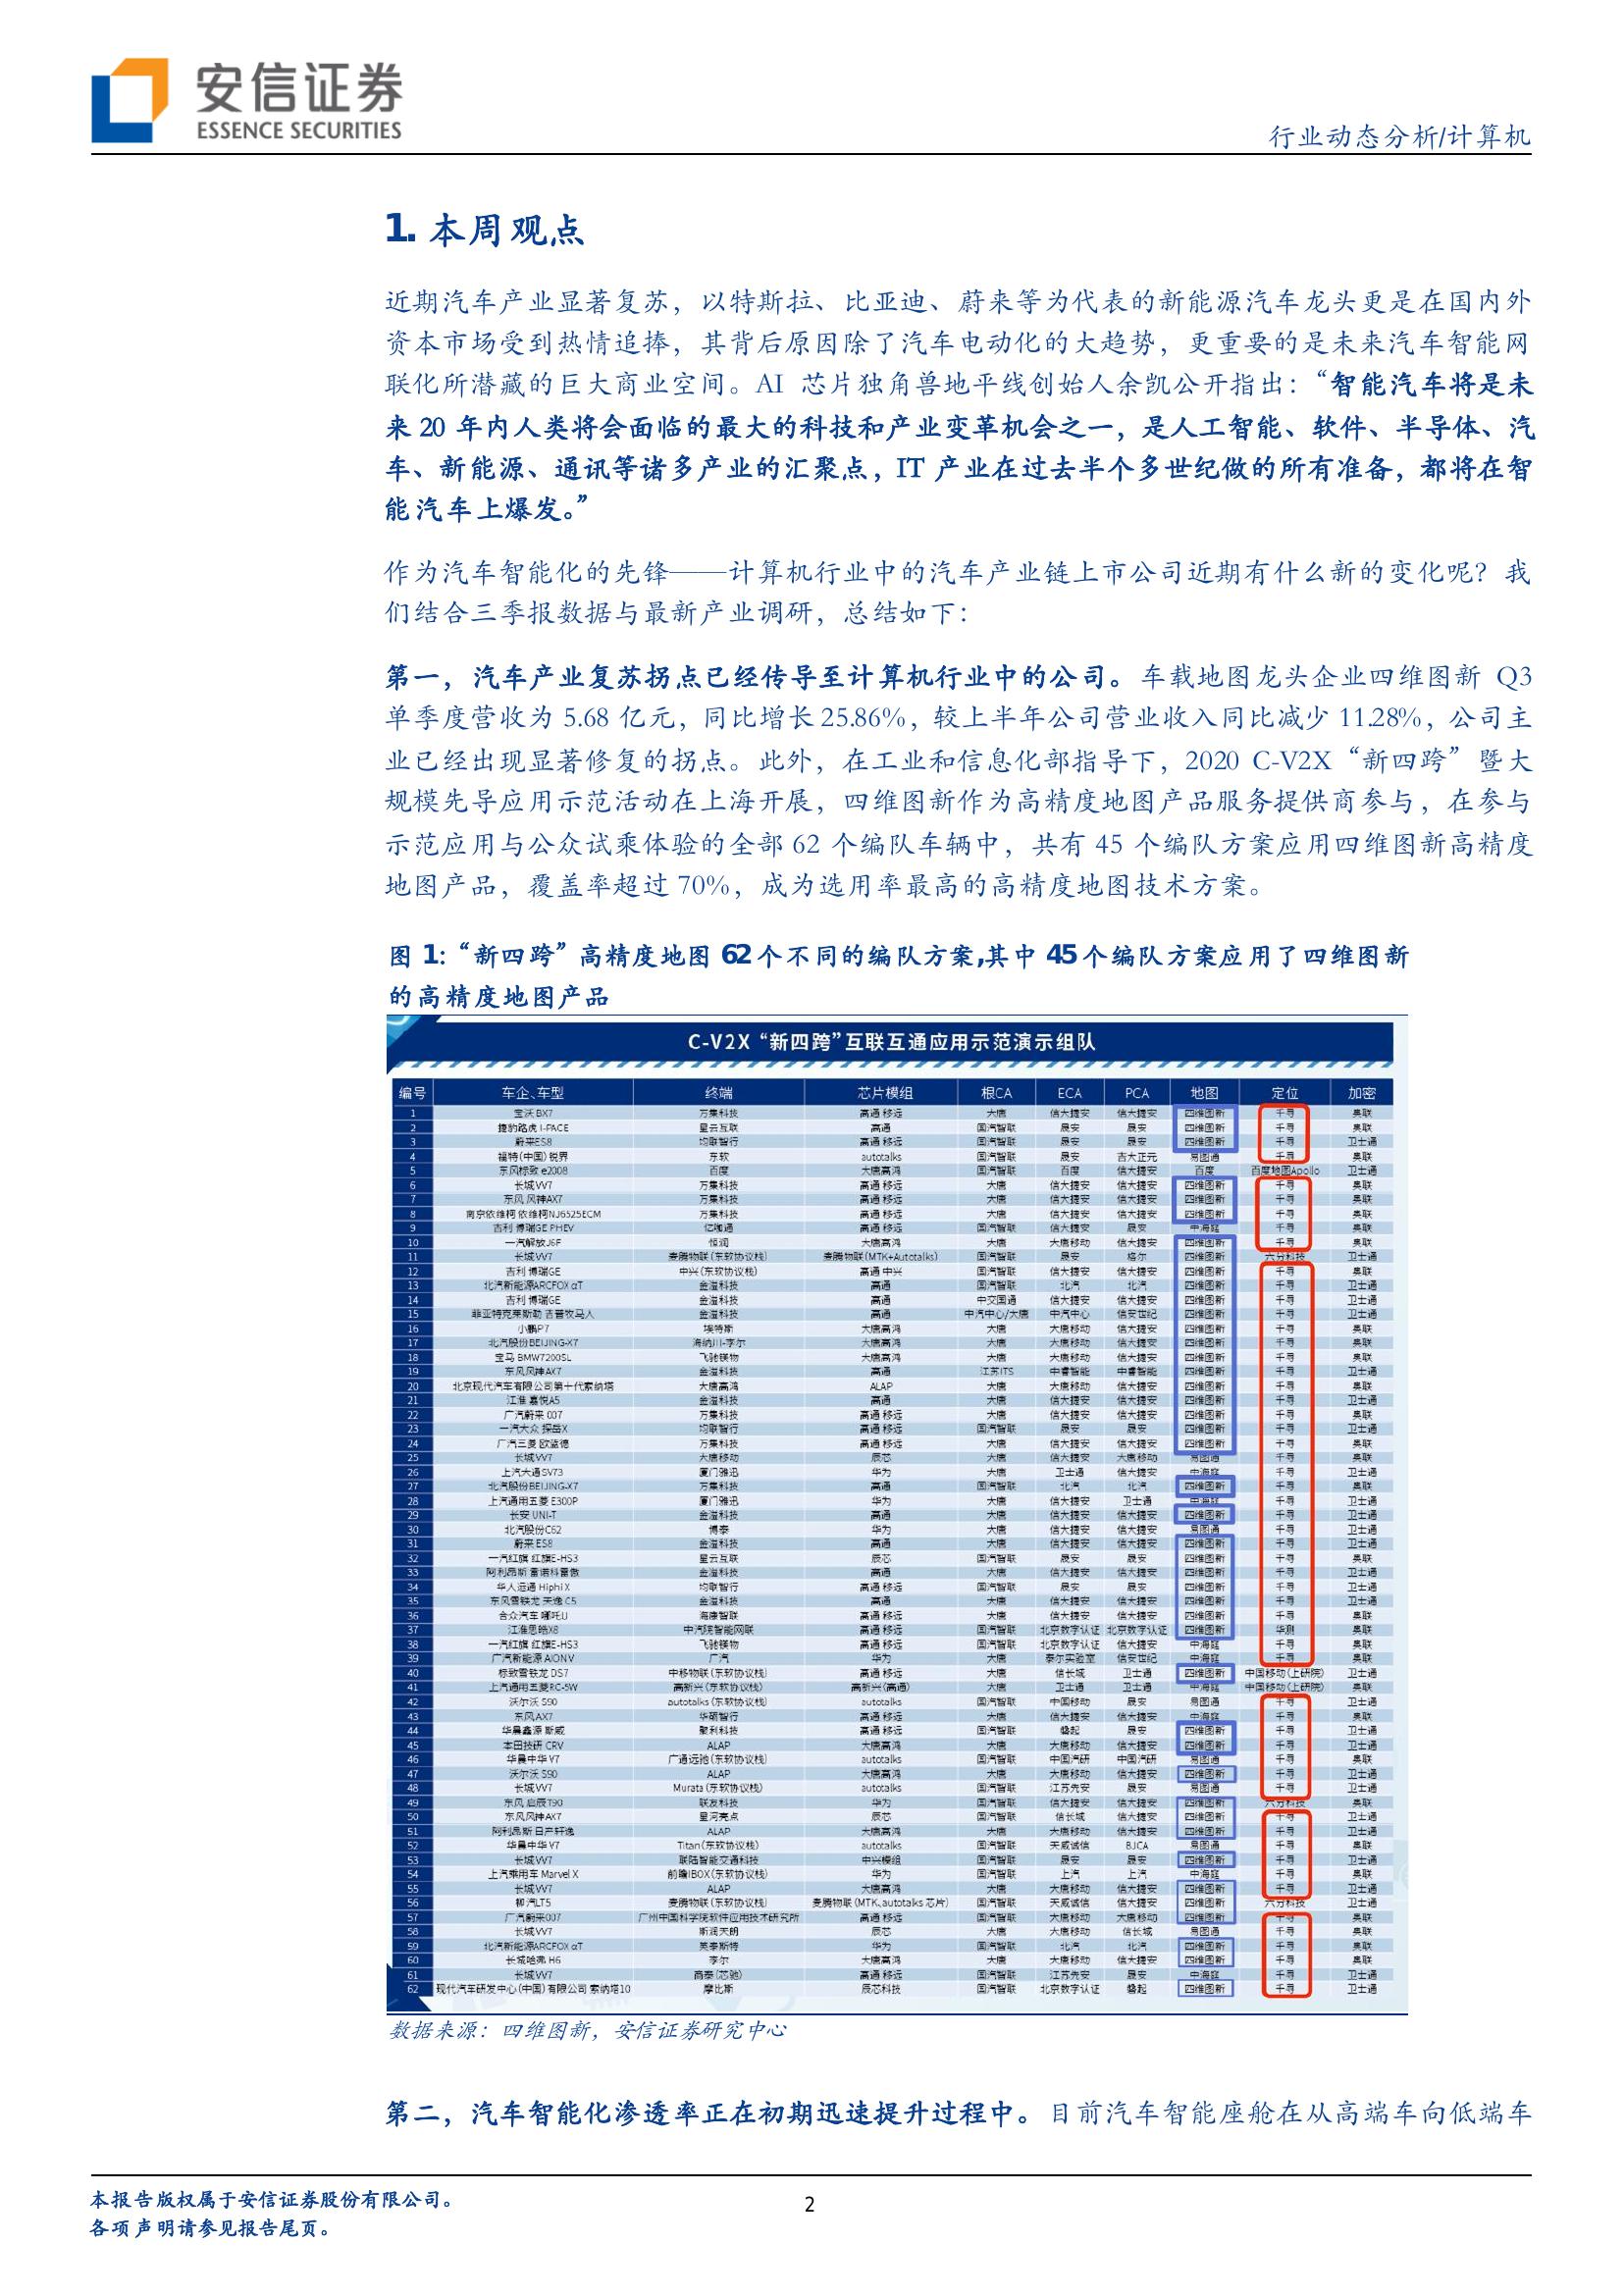 安信证券
ESSENCE SECURITIES
行业动态分析/计算机
1. 本周观点
近期汽车产业显著复苏，以特斯拉、比亚迪、蔚来等为代表的新能源汽车龙头更是在国内外
资本市场受到热情追捧，其背后原因除了汽车电动化的大趋势，更重要的是未来汽车智能网
联化所潜藏的巨大商业空间。AI 芯片独角兽地平线创始人余凯公开指出：“智能汽车将是未
来 20 年内人类将会面临的最大的科技和产业变革机会之一，是人工智能、软件、半导体、汽
车、新能源、通讯等诸多产业的汇聚点，IT 产业在过去半个多世纪做的所有准备，都将在智
能汽车上爆发。”
作为汽车智能化的先锋——计算机行业中的汽车产业链上市公司近期有什么新的变化呢？我
们结合三季报数据与最新产业调研，总结如下：
第一，汽车产业复苏拐点已经传导至计算机行业中的公司。车载地图龙头企业四维图新 Q3
单季度营收为 5.68 亿元，同比增长 25.86%，较上半年公司营业收入同比减少 11.28%，公司主
业已经出现显著修复的拐点。此外，在工业和信息化部指导下，2020 C-V2X“新四跨”暨大
规模先导应用示范活动在上海开展，四维图新作为高精度地图产品服务提供商参与，在参与
示范应用与公众试乘体验的全部 62 个编队车辆中，共有 45 个编队方案应用四维图新高精度
地图产品，覆盖率超过 70%，成为选用率最高的高精度地图技术方案。
图 1:“新四跨”高精度地图 62 个不同的编队方案,其中 45 个编队方案应用了四维图新
的高精度地图产品
C-V2X “新四跨”互联互通应用示范演示组队
编号 车企、车型 终端 芯片模组 根CA ECA PCA 地图 定位 加密
1 宝沃 BX7 万集科技 高通 移远 大唐 信大捷安 信大捷安 四维图新 千寻 奥联
2 捷豹路虎 I-PACE 星云互联 高通 国汽智联 晟安 晟安 四维图新 千寻 奥联
3 蔚来ES8 均联智行 高通 移远 国汽智联 晟安 晟安 四维图新 千寻 卫士通
4 福特(中国) 锐界 东软 autotalks 国汽智联 晟安 吉大正元 易图通 千寻 奥联
5 东风标致 e2008 百度 大唐高鸿 国汽智联 百度 信大捷安 百度 百度地图Apollo 卫士通
6 长城VV7 万集科技 高通 移远 大唐 信大捷安 信大捷安 四维图新 千寻 奥联
7 东风 风神AX7 万集科技 高通 移远 大唐 信大捷安 信大捷安 四维图新 千寻 奥联
8 南京依维柯 依维柯NJ6525ECM 万集科技 高通 移远 大唐 信大捷安 信大捷安 四维图新 千寻 奥联
9 吉利 博瑞GE PHEV 亿咖通 高通 移远 国汽智联 信大捷安 晟安 中海庭 千寻 奥联
10 一汽解放J6F 恒润 大唐高鸿 大唐 大唐移动 信大捷安 四维图新 千寻 奥联
11 长城VV7 麦腾物联(东软协议栈) 麦腾物联(MTK+Autotalks) 国汽智联 晟安 格尔 四维图新 六分科技 卫士通
12 吉利 博瑞GE 中兴(东软协议栈) 高通 中兴 国汽智联 信大捷安 信大捷安 四维图新 千寻 奥联
13 北汽新能源ARCFOX αT 金溢科技 高通 国汽智联 北汽 北汽 四维图新 千寻 卫士通
14 吉利 博瑞GE 金溢科技 高通 中交国通 信大捷安 信大捷安 四维图新 千寻 奥联
15 菲亚特克莱斯勒 吉普牧马人 金溢科技 高通 中汽中心/大唐 中汽中心 信安世纪 四维图新 千寻 卫士通
16 小鹏P7 埃特斯 大唐高鸿 大唐 大唐移动 信大捷安 四维图新 千寻 奥联
17 北汽股份BEIJING-X7 海纳川-李尔 大唐高鸿 大唐 大唐移动 信大捷安 四维图新 千寻 奥联
18 宝马 BMW7200SL 飞驰镁物 大唐高鸿 大唐 大唐移动 信大捷安 四维图新 千寻 奥联
19 东风风神AX7 金溢科技 高通 江苏ITS 中睿智能 中睿智能 四维图新 千寻 卫士通
20 北京现代汽车有限公司第十代索纳塔 大唐高鸿 ALAP 大唐 大唐移动 信大捷安 四维图新 千寻 奥联
21 江淮 嘉悦A5 金溢科技 高通 大唐 信大捷安 信大捷安 四维图新 千寻 卫士通
22 广汽蔚来 007 万集科技 高通 移远 大唐 信大捷安 信大捷安 四维图新 千寻 奥联
23 一汽大众 探岳X 均联智行 高通 移远 国汽智联 晟安 晟安 四维图新 千寻 卫士通
24 广汽三菱 欧蓝德 万集科技 高通 移远 大唐 信大捷安 信大捷安 四维图新 千寻 奥联
25 长城VV7 大唐移动 辰芯 大唐 信大捷安 大唐移动 易图通 千寻 奥联
26 上汽大通SV73 厦门雅迅 华为 大唐 卫士通 信大捷安 中海庭 千寻 卫士通
27 北汽股份BEIJING-X7 万集科技 高通 国汽智联 北汽 北汽 四维图新 千寻 奥联
28 上汽通用五菱 E300P 厦门雅迅 华为 大唐 信大捷安 卫士通 中海庭 千寻 卫士通
29 长安 UNI-T 金溢科技 高通 大唐 信大捷安 信大捷安 四维图新 千寻 卫士通
30 北汽股份C62 博泰 华为 大唐 信大捷安 信大捷安 易图通 千寻 卫士通
31 蔚来 ES8 金溢科技 高通 大唐 信大捷安 信大捷安 四维图新 千寻 卫士通
32 一汽红旗 红旗E-HS3 星云互联 辰芯 国汽智联 晟安 晟安 四维图新 千寻 奥联
33 阿利昂斯 雷诺科雷傲 金溢科技 高通 大唐 信大捷安 信大捷安 四维图新 千寻 卫士通
34 华人运通 Hiphi X 均联智行 高通 移远 国汽智联 晟安 晟安 四维图新 千寻 卫士通
35 东风雪铁龙 天逸 C5 金溢科技 高通 大唐 信大捷安 信大捷安 四维图新 千寻 卫士通
36 合众汽车 哪吒U 海康智联 高通 移远 大唐 信大捷安 信大捷安 四维图新 千寻 奥联
37 江淮思皓X8 中汽院智能网联 高通 移远 国汽智联 北京数字认证 北京数字认证 四维图新 华测 奥联
38 一汽红旗 红旗E-HS3 飞驰镁物 高通 移远 国汽智联 北京数字认证 信大捷安 中海庭 千寻 奥联
39 广汽新能源 AION V 广汽 华为 大唐 泰尔实验室 信安世纪 中海庭 千寻 奥联
40 标致雪铁龙 DS7 中移物联(东软协议栈) 高通 移远 大唐 信长城 卫士通 四维图新 中国移动(上研院) 卫士通
41 上汽通用五菱RC-5W 高新兴(东软协议栈) 高新兴(高通) 大唐 卫士通 卫士通 中海庭 中国移动(上研院) 奥联
42 沃尔沃 S90 autotalks (东软协议栈) autotalks 国汽智联 中国移动 晟安 易图通 千寻 卫士通
43 东风AX7 华砺智行 高通 移远 大唐 信大捷安 信大捷安 中海庭 千寻 奥联
44 华晨鑫源 斯威 聚利科技 高通 移远 国汽智联 磐起 晟安 四维图新 千寻 卫士通
45 本田技研 CRV ALAP 大唐高鸿 大唐 大唐移动 信大捷安 四维图新 千寻 卫士通
46 华晨中华 V7 广通远驰(东软协议栈) autotalks 国汽智联 中国汽研 中国汽研 易图通 千寻 奥联
47 沃尔沃 S90 ALAP 大唐高鸿 大唐 大唐移动 信大捷安 四维图新 千寻 卫士通
48 长城VV7 Murata (东软协议栈) autotalks 国汽智联 江苏先安 晟安 易图通 千寻 卫士通
49 东风 启辰T90 联友科技 华为 国汽智联 信大捷安 信大捷安 四维图新 六分科技 奥联
50 东风风神AX7 星河亮点 辰芯 国汽智联 信长城 信大捷安 四维图新 千寻 卫士通
51 阿利昂斯 日产轩逸 ALAP 大唐高鸿 大唐 大唐移动 信大捷安 四维图新 千寻 卫士通
52 华晨中华 V7 Titan(东软协议栈) autotalks 国汽智联 天威诚信 BJCA 易图通 千寻 奥联
53 长城VV7 联陆智能交通科技 中兴模组 国汽智联 晟安 晟安 四维图新 千寻 卫士通
54 上汽乘用车 Marvel X 前瞻IBOX(东软协议栈) 华为 国汽智联 上汽 上汽 中海庭 千寻 奥联
55 长城VV7 ALAP 大唐高鸿 大唐 大唐移动 信大捷安 四维图新 千寻 卫士通
56 柳汽LT5 麦腾物联(东软协议栈) 麦腾物联(MTK、autotalks 芯片) 国汽智联 天威诚信 信大捷安 四维图新 六分科技 卫士通
57 广汽蔚来007 广州中国科学院软件应用技术研究所 高通 移远 国汽智联 大唐移动 大唐移动 四维图新 千寻 奥联
58 长城VV7 斯润天朗 辰芯 大唐 大唐移动 信长城 易图通 千寻 奥联
59 北汽新能源ARCFOX αT 英泰斯特 华为 国汽智联 北汽 北汽 四维图新 千寻 奥联
60 长城哈弗 H6 李尔 大唐高鸿 大唐 大唐移动 信大捷安 四维图新 千寻 奥联
61 长城VV7 商泰(芯驰) 高通 移远 国汽智联 江苏先安 晟安 中海庭 千寻 卫士通
62 现代汽车研发中心(中国)有限公司 索纳塔10 摩比斯 辰芯科技 国汽智联 北京数字认证 磐起 四维图新 千寻 卫士通
数据来源：四维图新，安信证券研究中心
第二，汽车智能化渗透率正在初期迅速提升过程中。目前汽车智能座舱在从高端车向低端车
本报告版权属于安信证券股份有限公司。
各项声明请参见报告尾页。
2